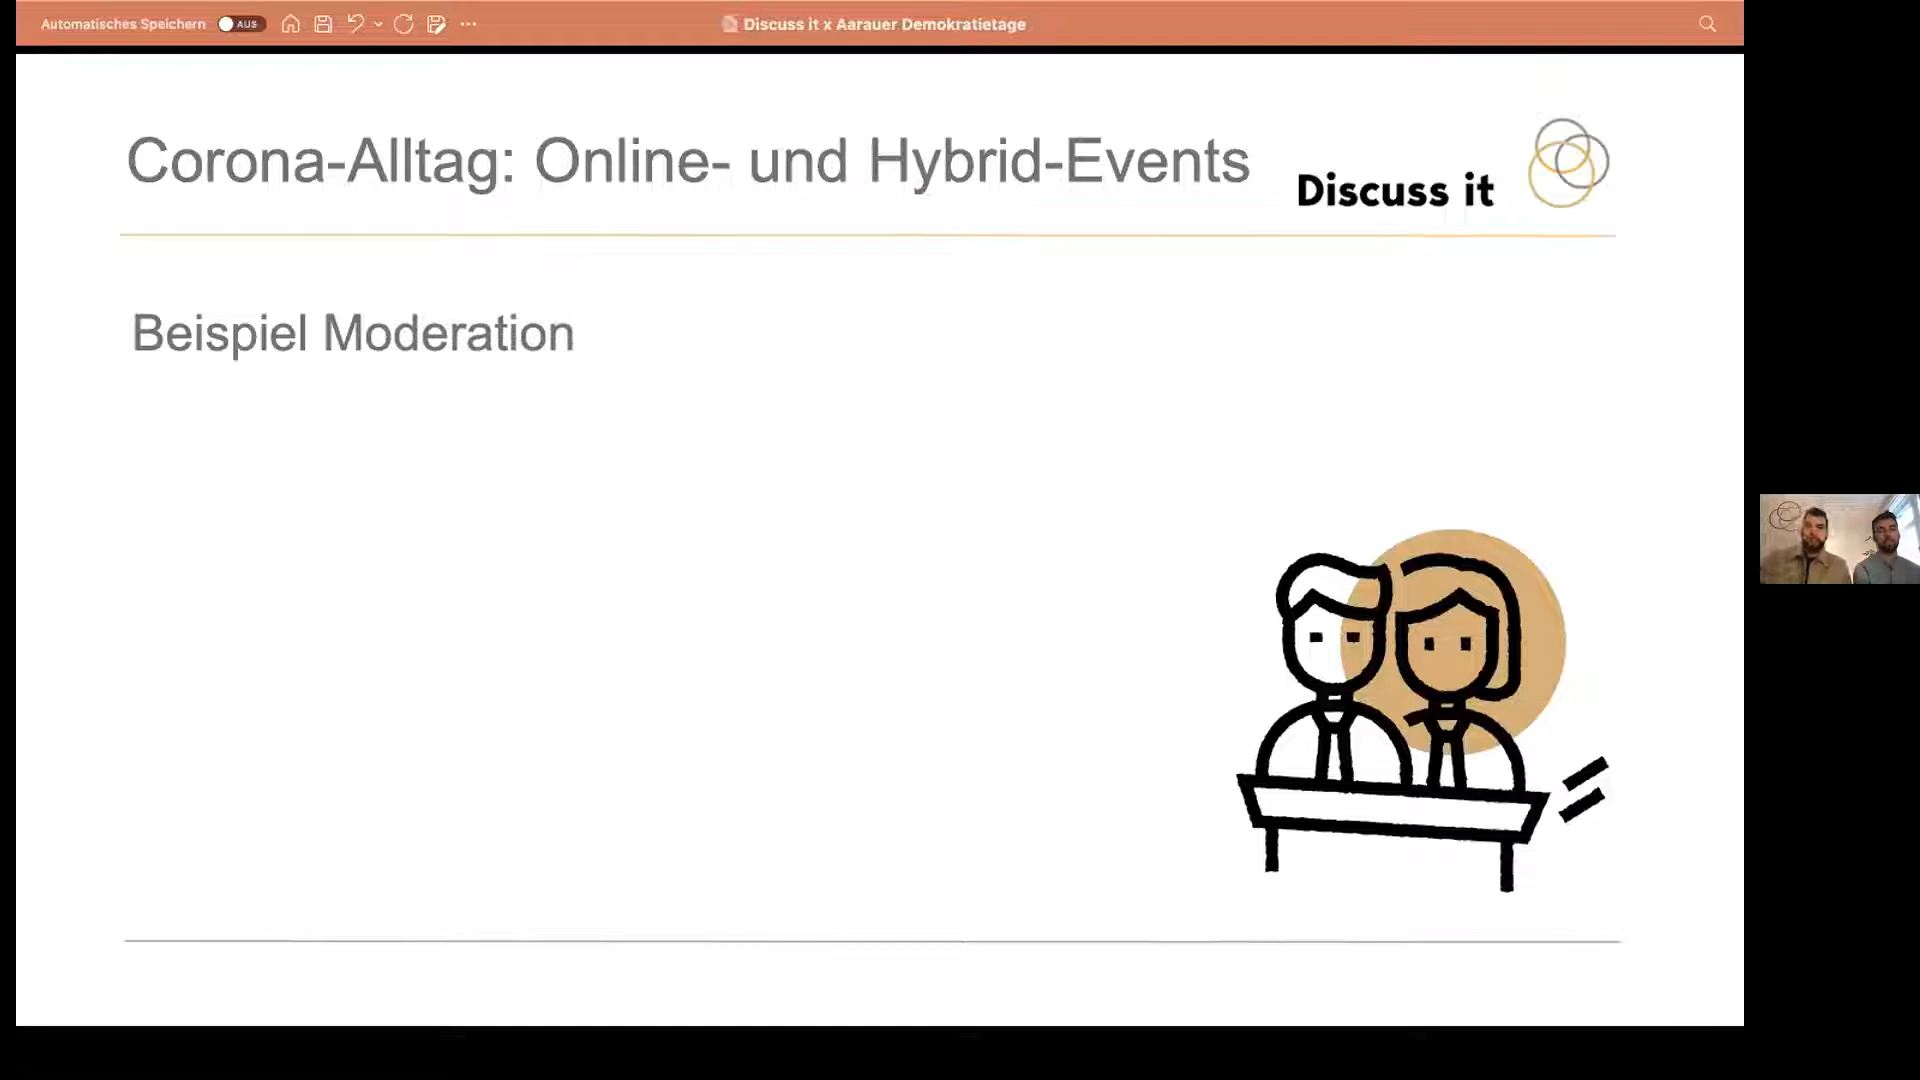 Automatisches Speichern AUS
Discuss it x Aarauer Demokratietage
Corona-Alltag: Online- und Hybrid-Events
Discuss it
Beispiel Moderation